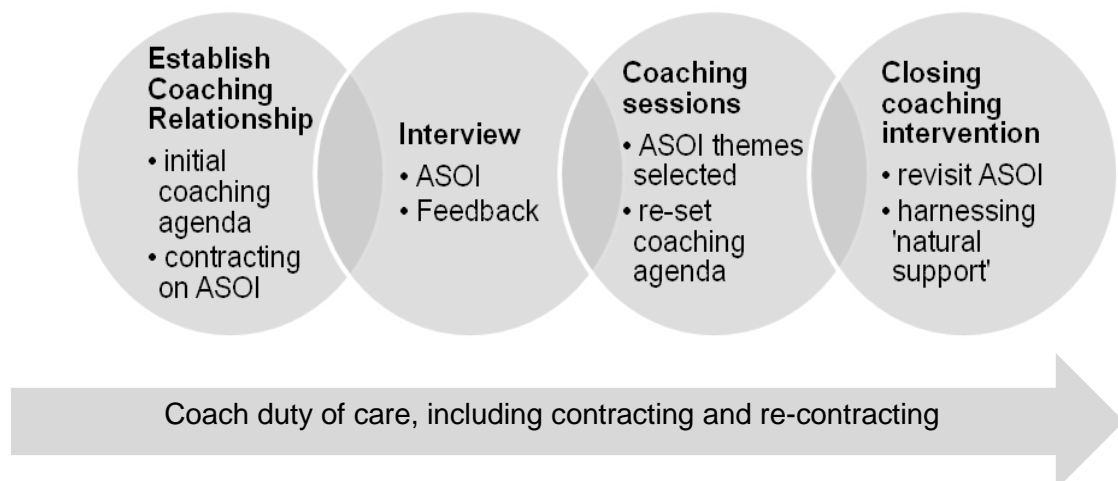 Establish
Coaching
Relationship
• initial
coaching
agenda
• contracting
on ASOI
Interview
• ASOI
• Feedback
Coaching
sessions
• ASOI themes
selected
• re-set
coaching
agenda
Closing
coaching
intervention
• revisit ASOI
• harnessing
'natural
support'
Coach duty of care, including contracting and re-contracting